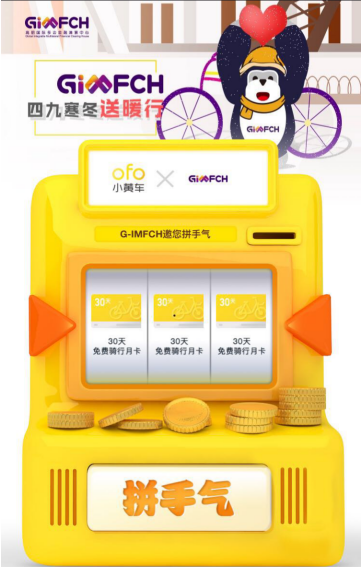 GIMFCH
GIMFCH
四九寒冬送暖行
GIMFCH
ofo
小黄车
GIMFCH
G-IMFCH邀您拼手气
30天
30天
30天
30天
免费骑行月卡
30天
免费骑行月卡
30天
免费骑行月卡
拼手气